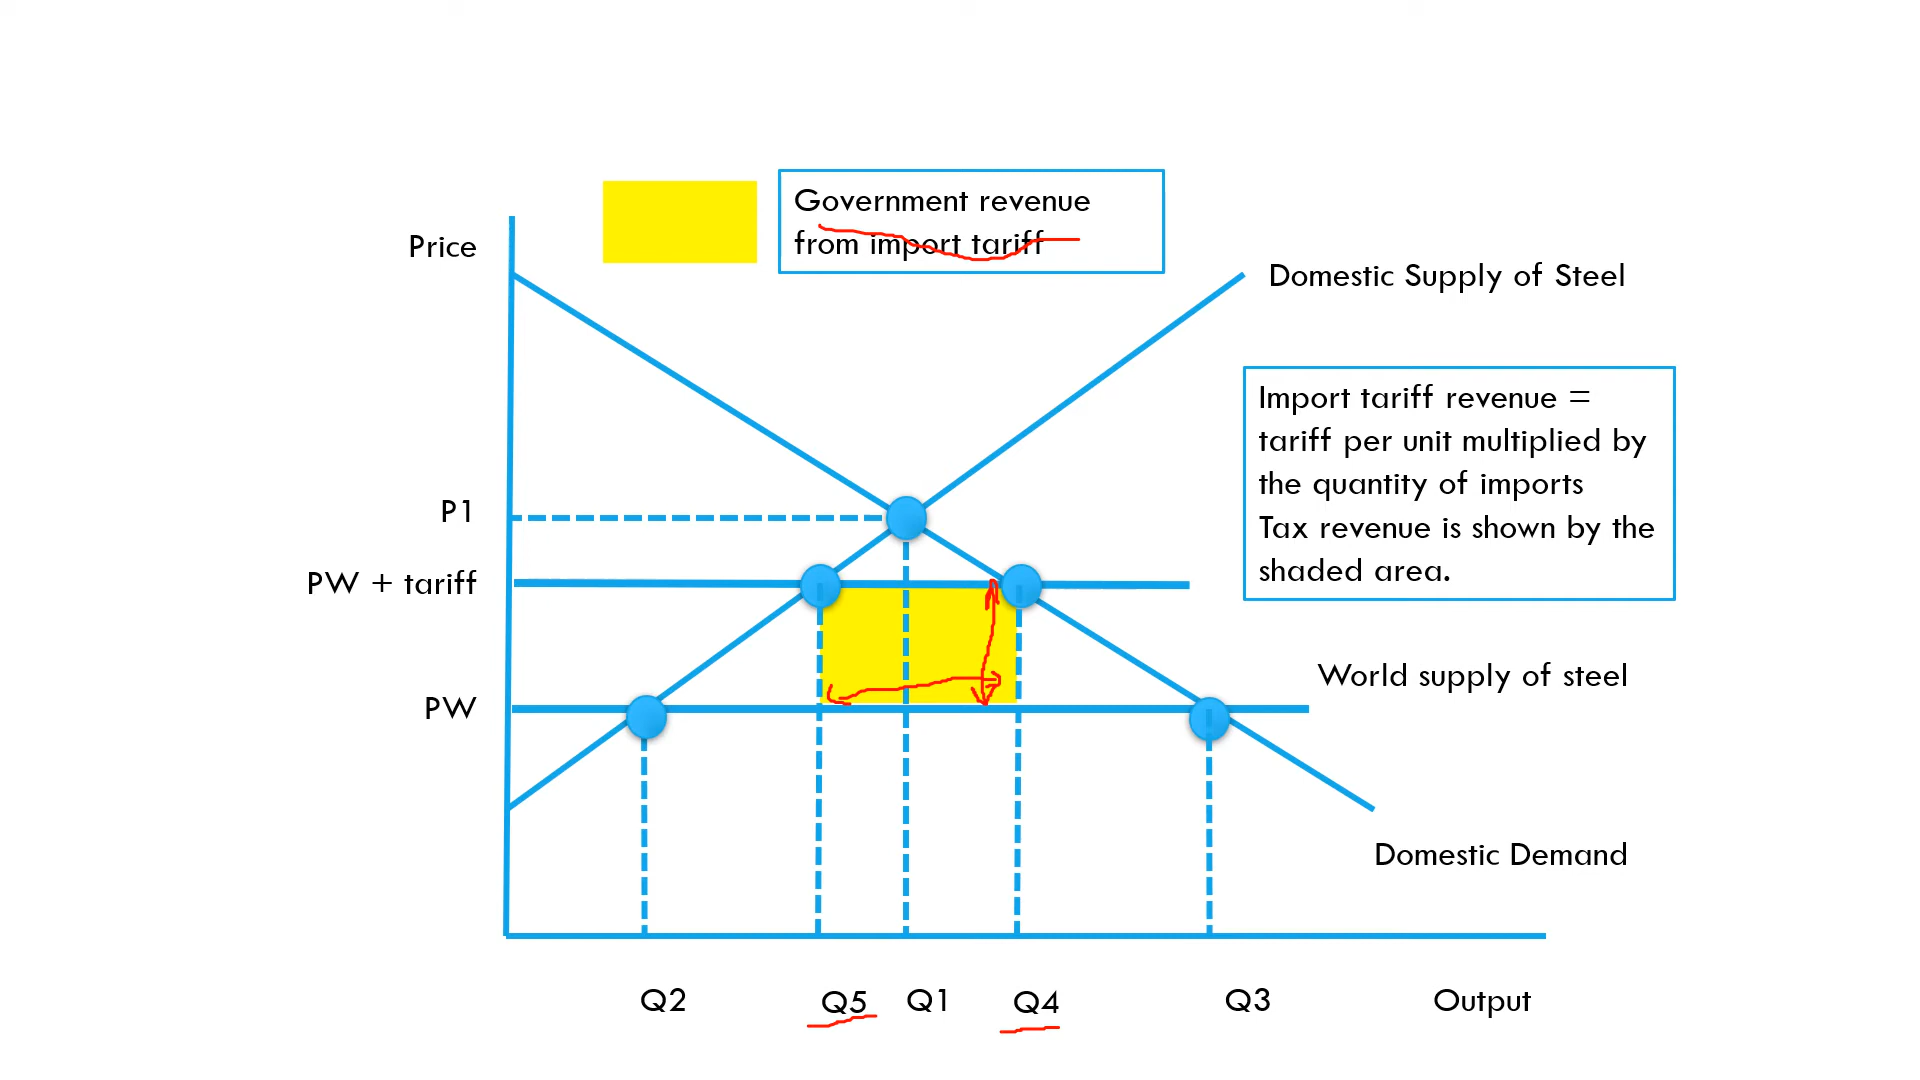 Government revenue
from import tariff
Price
Domestic Supply of Steel
Import tariff revenue =
tariff per unit multiplied by
the quantity of imports
Tax revenue is shown by the
shaded area.
P1
PW + tariff
World supply of steel
PW
Domestic Demand
Q2 Q5 Q1 Q4 Q3 Output